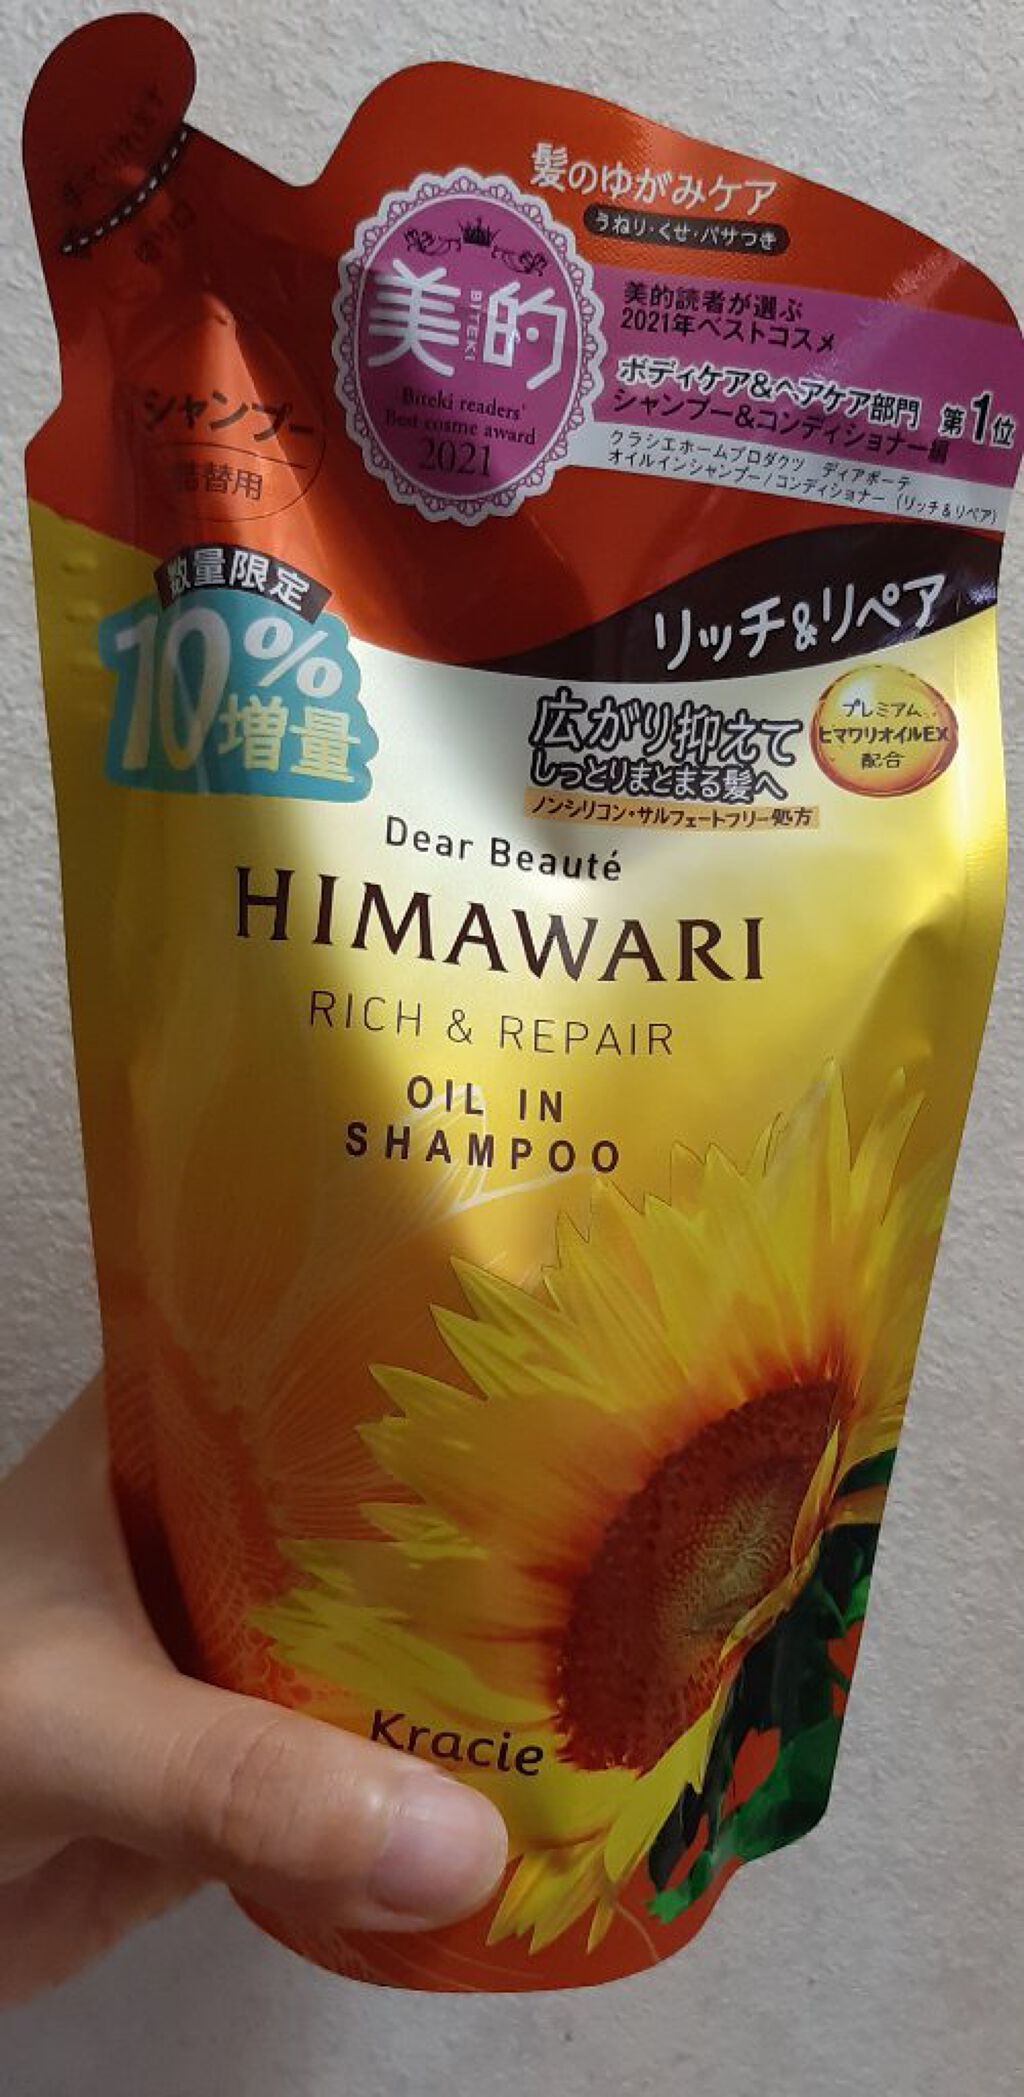 髪のゆがみケア
うねり・くせ・パサつき
美的
BITEKI
Biteki readers'
Best cosme award
2021
美的読者が選ぶ
2021年ベストコスメ
ボディケア&ヘアケア部門 第1位
シャンプー&コンディショナー編
クラシエホームプロダクツ ディアボーテ
オイルインシャンプー/コンディショナー (リッチ&リペア)
シャンプー
詰替用
数量限定
10%
増量
リッチ&リペア
広がり抑えて
しっとりまとまる髪へ
ノンシリコン・サルフェートフリー処方
プレミアム
ヒマワリオイルEX
配合
Dear Beauté
HIMAWARI
RICH & REPAIR
OIL IN
SHAMPOO
Kracie